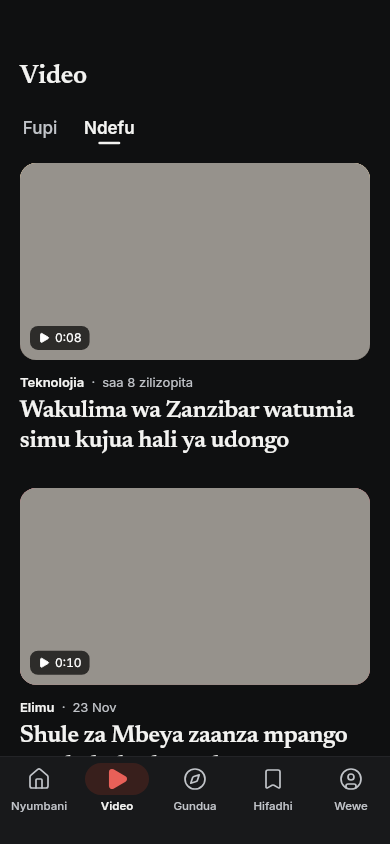 Video
Fupi
Ndefu
0:08
Teknolojia · saa 8 zilizopita
Wakulima wa Zanzibar watumia
simu kujua hali ya udongo
0:10
Elimu · 23 Nov
Shule za Mbeya zaanza mpango
Nyumbani
Video
Gundua
Hifadhi
Wewe